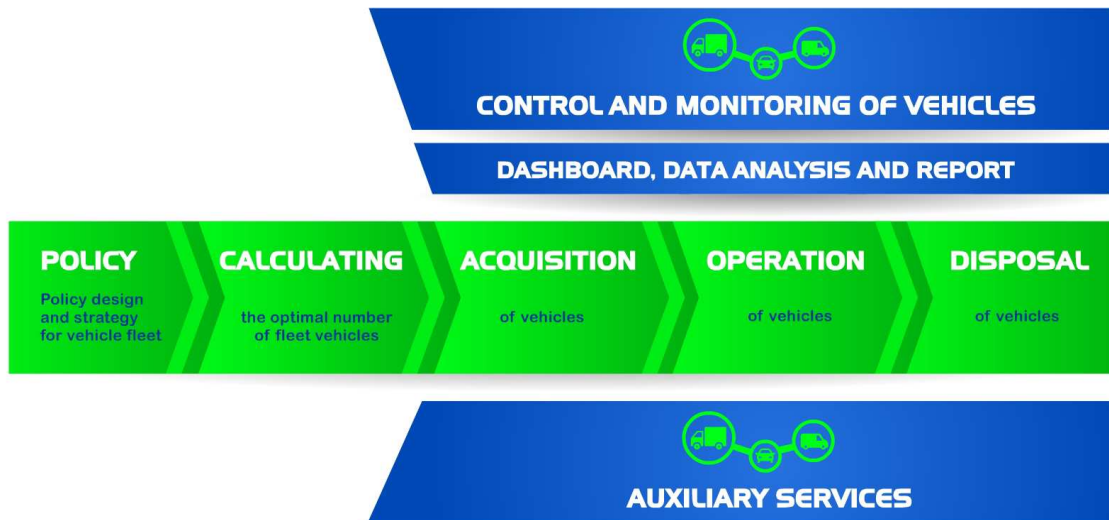 CONTROL AND MONITORING OF VEHICLES
DASHBOARD, DATA ANALYSIS AND REPORT
POLICY
Policy design
and strategy
for vehicle fleet
CALCULATING
the optimal number
of fleet vehicles
ACQUISITION
of vehicles
OPERATION
of vehicles
DISPOSAL
of vehicles
AUXILIARY SERVICES